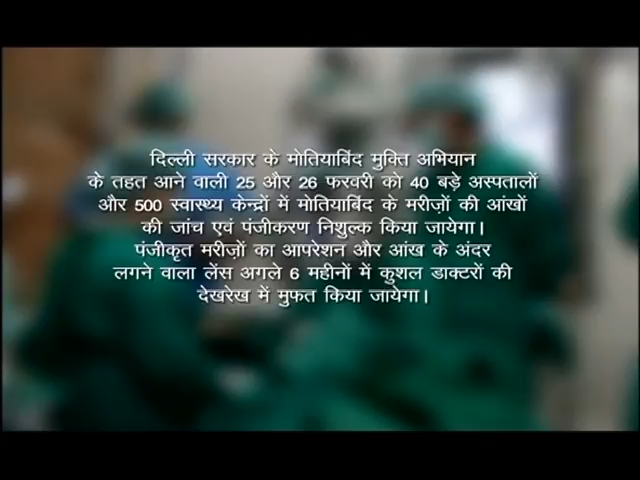 दिल्ली सरकार के मोतियाबिंद मुक्ति अभियान
के तहत आने वाली 25 और 26 फरवरी को 40 बड़े अस्पतालों
और 500 स्वास्थ्य केन्द्रों में मोतियाबिंद के मरीज़ों की आंखों
की जांच एवं पंजीकरण निशुल्क किया जायेगा।
पंजीकृत मरीज़ों का आपरेशन और आंख के अंदर
लगने वाला लेंस अगले 6 महीनों में कुशल डाक्टरों की
देखरेख में मुफत किया जायेगा।